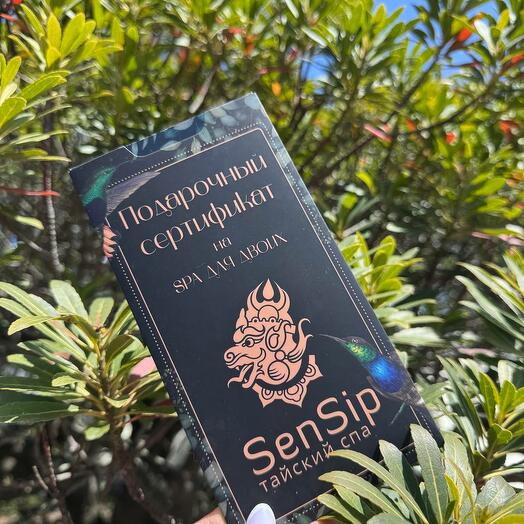 Подарочный
сертификат
на
SPA для двоих
SenSip
тайский спа